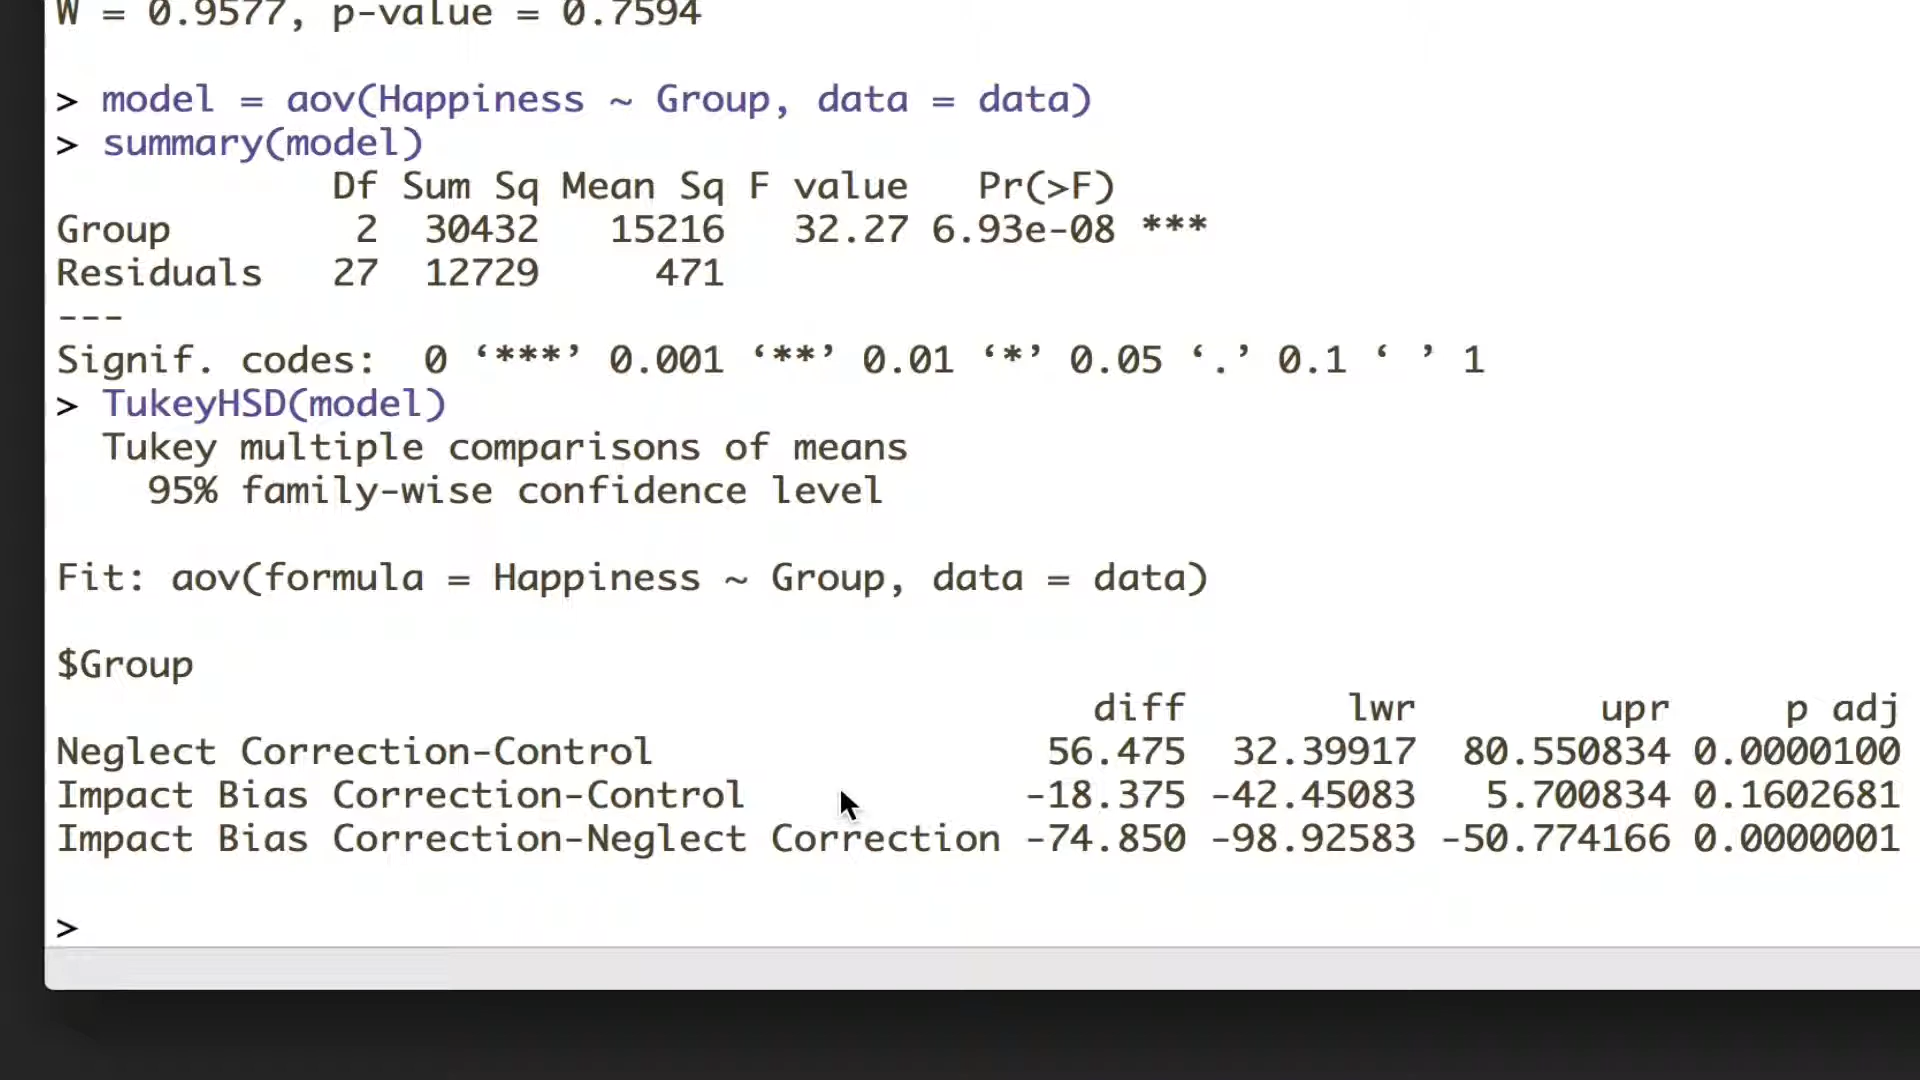 W = 0.9577, p-value = 0.7594
> model = aov(Happiness ~ Group, data = data)
> summary(model)
Df Sum Sq Mean Sq F value Pr(>F)
Group 2 30432 15216 32.27 6.93e-08 ***
Residuals 27 12729 471
---
Signif. codes: 0 ‘***’ 0.001 ‘**’ 0.01 ‘*’ 0.05 ‘.’ 0.1 ‘ ’ 1
> TukeyHSD(model)
Tukey multiple comparisons of means
95% family-wise confidence level
Fit: aov(formula = Happiness ~ Group, data = data)
$Group
diff lwr upr p adj
Neglect Correction-Control 56.475 32.39917 80.550834 0.0000100
Impact Bias Correction-Control -18.375 -42.45083 5.700834 0.1602681
Impact Bias Correction-Neglect Correction -74.850 -98.92583 -50.774166 0.0000001
>